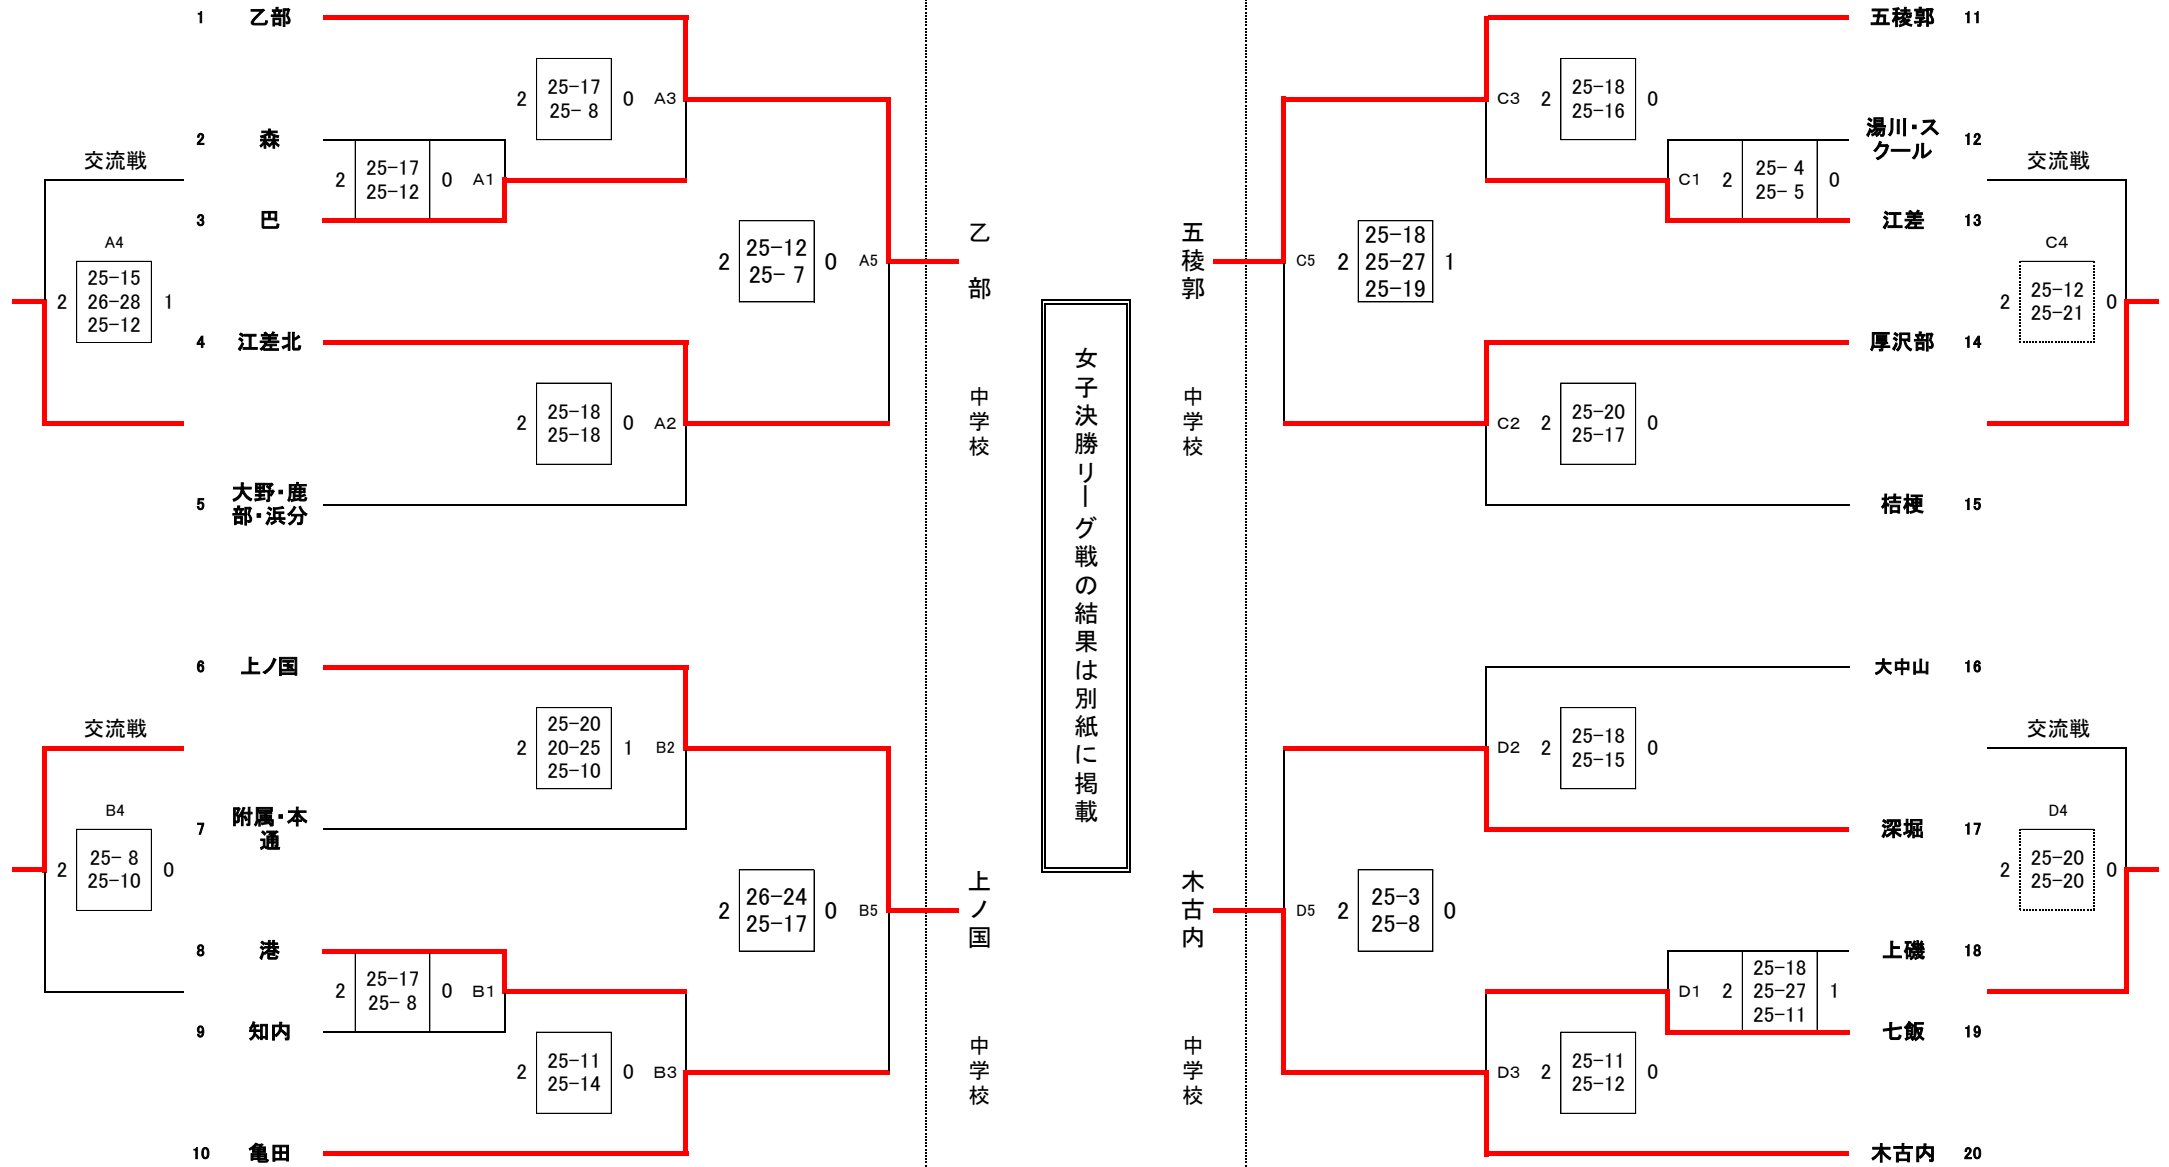 1 乙部
2 25-17 25- 8 0 A3
2 森
交流戦
2 25-17 25-12 0 A1
3 巴
A4
2 25-15 26-28 25-12 1
2 25-12 25- 7 0 A5
乙部中学校
4 江差北
2 25-18 25-18 0 A2
5 大野・鹿部・浜分
6 上ノ国
交流戦
2 25-20 20-25 25-10 1 B2
B4
7 附属・本通
2 25- 8 25-10 0
2 26-24 25-17 0 B5
上ノ国中学校
8 港
2 25-17 25- 8 0 B1
9 知内
2 25-11 25-14 0 B3
10 亀田
女子決勝リーグ戦の結果は別紙に掲載
五稜郭 11
C3 2 25-18 25-16 0
湯川・スクール 12
交流戦
C1 2 25- 4 25- 5 0
江差 13
C4
2 25-12 25-21 0
五稜郭中学校
C5 2 25-18 25-27 25-19 1
厚沢部 14
C2 2 25-20 25-17 0
桔梗 15
大中山 16
交流戦
D2 2 25-18 25-15 0
深堀 17
D4
2 25-20 25-20 0
木古内中学校
D5 2 25-3 25-8 0
上磯 18
D1 2 25-18 25-27 25-11 1
七飯 19
D3 2 25-11 25-12 0
木古内 20